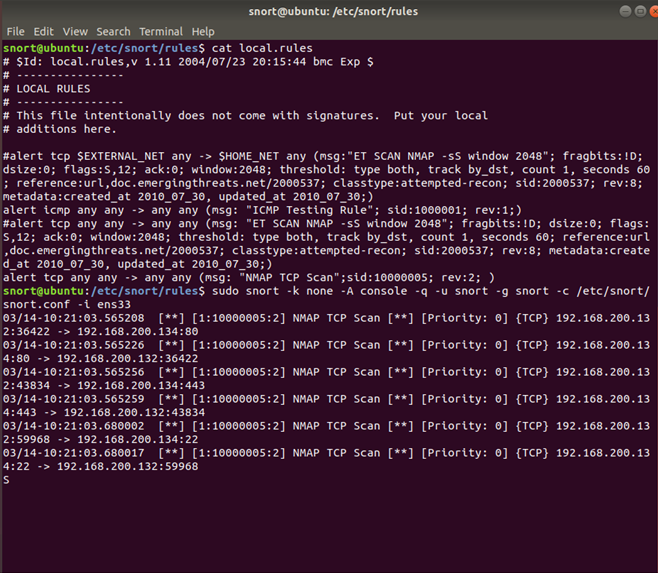 snort@ubuntu: /etc/snort/rules
File Edit View Search Terminal Help
snort@ubuntu:/etc/snort/rules$ cat local.rules
# $Id: local.rules,v 1.11 2004/07/23 20:15:44 bmc Exp $
# ----------------
# LOCAL RULES
# ----------------
# This file intentionally does not come with signatures.  Put your local
# additions here.
#alert tcp $EXTERNAL_NET any -> $HOME_NET any (msg:"ET SCAN NMAP -sS window 2048"; fragbits:!D;
dsize:0; flags:S,12; ack:0; window:2048; threshold: type both, track by_dst, count 1, seconds 60
; reference:url,doc.emergingthreats.net/2000537; classtype:attempted-recon; sid:2000537; rev:8;
metadata:created_at 2010_07_30, updated_at 2010_07_30;)
alert icmp any any -> any any (msg: "ICMP Testing Rule"; sid:1000001; rev:1;)
#alert tcp any any -> any any (msg: "ET SCAN NMAP -sS window 2048"; fragbits:!D; dsize:0; flags:
S,12; ack:0; window:2048; threshold: type both, track by_dst, count 1, seconds 60; reference:url
,doc.emergingthreats.net/2000537; classtype:attempted-recon; sid:2000537; rev:8; metadata:create
d_at 2010_07_30, updated_at 2010_07_30;)
alert tcp any any -> any any (msg: "NMAP TCP Scan";sid:10000005; rev:2; )
snort@ubuntu:/etc/snort/rules$ sudo snort -k none -A console -q -u snort -g snort -c /etc/snort/
snort.conf -i ens33
03/14-10:21:03.565208  [**] [1:10000005:2] NMAP TCP Scan [**] [Priority: 0] {TCP} 192.168.200.13
2:36422 -> 192.168.200.134:80
03/14-10:21:03.565226  [**] [1:10000005:2] NMAP TCP Scan [**] [Priority: 0] {TCP} 192.168.200.13
4:80 -> 192.168.200.132:36422
03/14-10:21:03.565256  [**] [1:10000005:2] NMAP TCP Scan [**] [Priority: 0] {TCP} 192.168.200.13
2:43834 -> 192.168.200.134:443
03/14-10:21:03.565259  [**] [1:10000005:2] NMAP TCP Scan [**] [Priority: 0] {TCP} 192.168.200.13
4:443 -> 192.168.200.132:43834
03/14-10:21:03.680002  [**] [1:10000005:2] NMAP TCP Scan [**] [Priority: 0] {TCP} 192.168.200.13
2:59968 -> 192.168.200.134:22
03/14-10:21:03.680017  [**] [1:10000005:2] NMAP TCP Scan [**] [Priority: 0] {TCP} 192.168.200.13
4:22 -> 192.168.200.132:59968
S